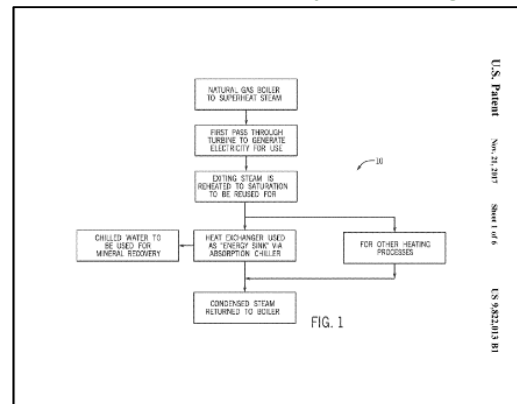 U.S. Patent
Nov. 21, 2017
Sheet 1 of 6
US 9,822,013 B1
NATURAL GAS BOILER
TO SUPERHEAT STEAM
FIRST PASS THROUGH
TURBINE TO GENERATE
ELECTRICITY FOR USE
10
EXITING STEAM IS
REHEATED TO SATURATION
TO BE REUSED FOR
CHILLED WATER TO
BE USED FOR
MINERAL RECOVERY
HEAT EXCHANGER USED
AS "ENERGY SINK" VIA
ABSORPTION CHILLER
FOR OTHER HEATING
PROCESSES
CONDENSED STEAM
RETURNED TO BOILER
FIG. 1